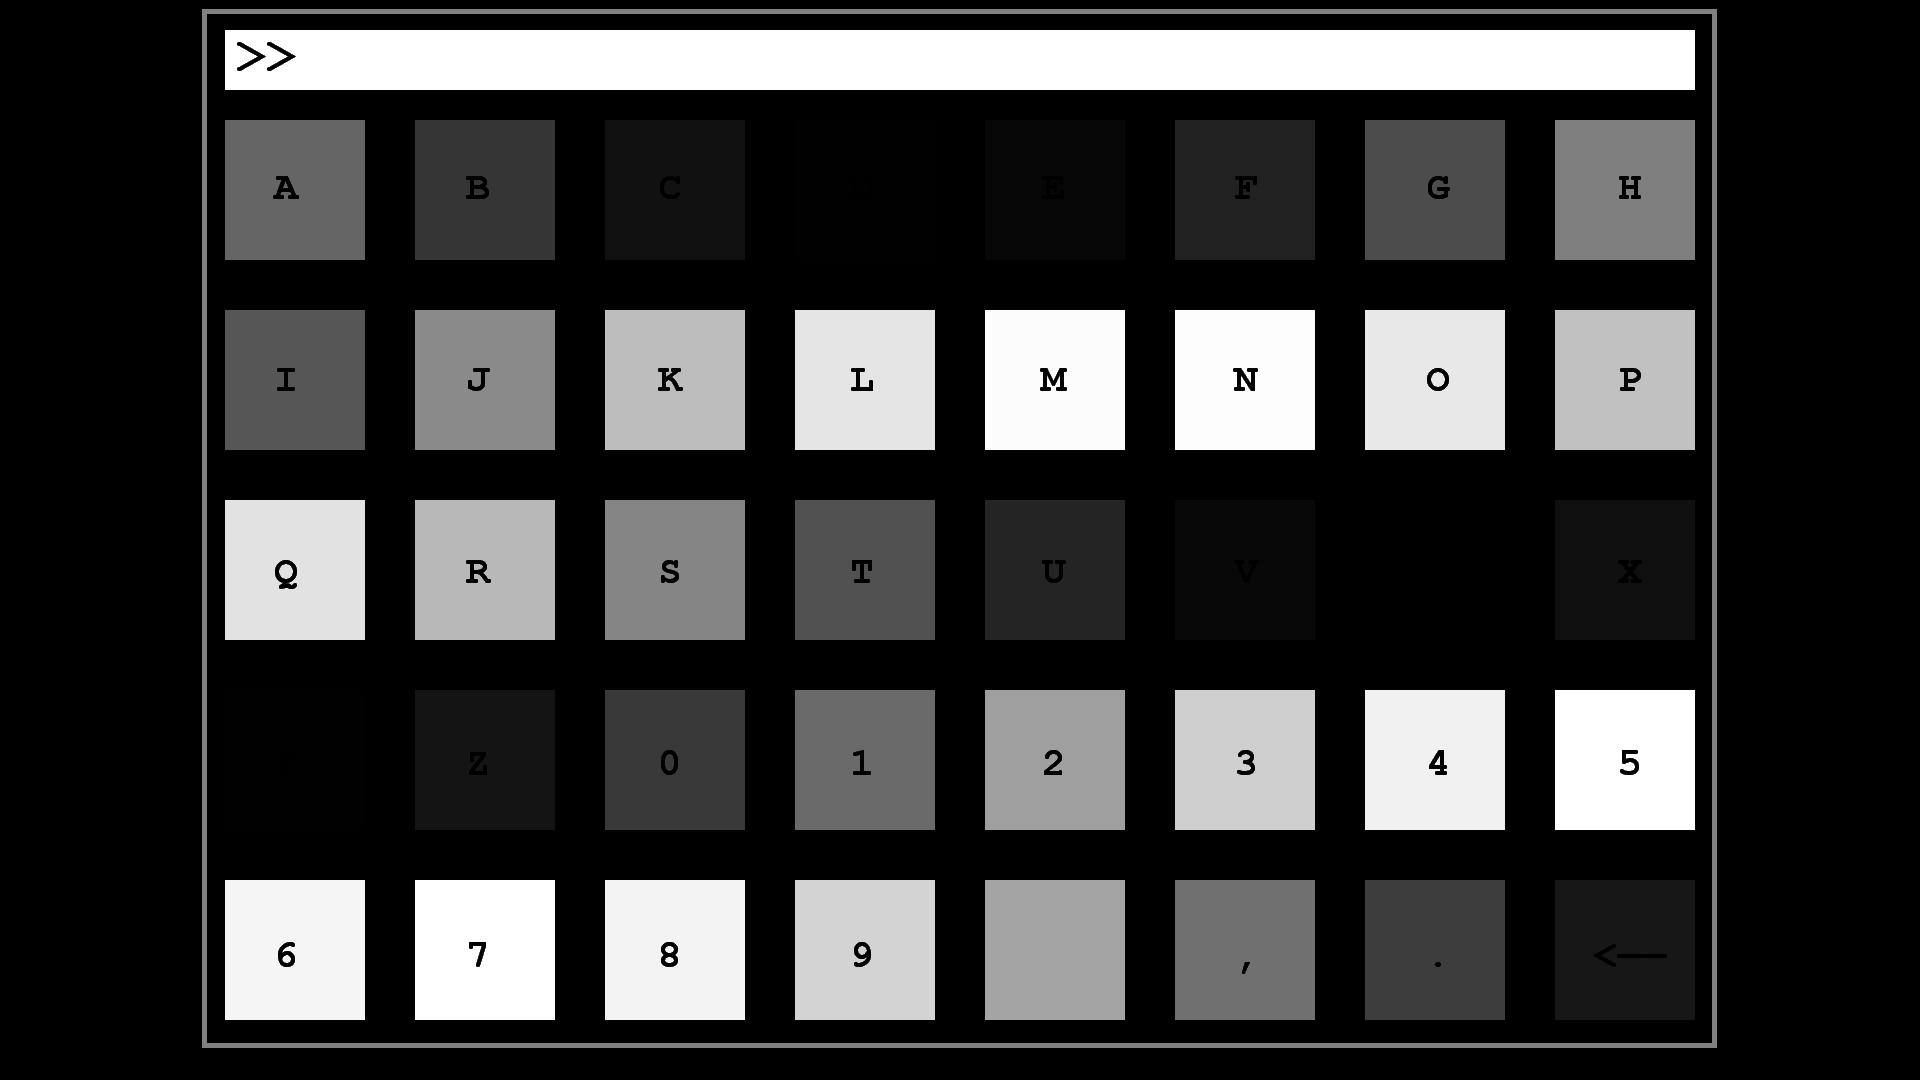 >>
A B C D E F G H
I J K L M N O P
Q R S T U V X
Z 0 1 2 3 4 5
6 7 8 9 , . <—